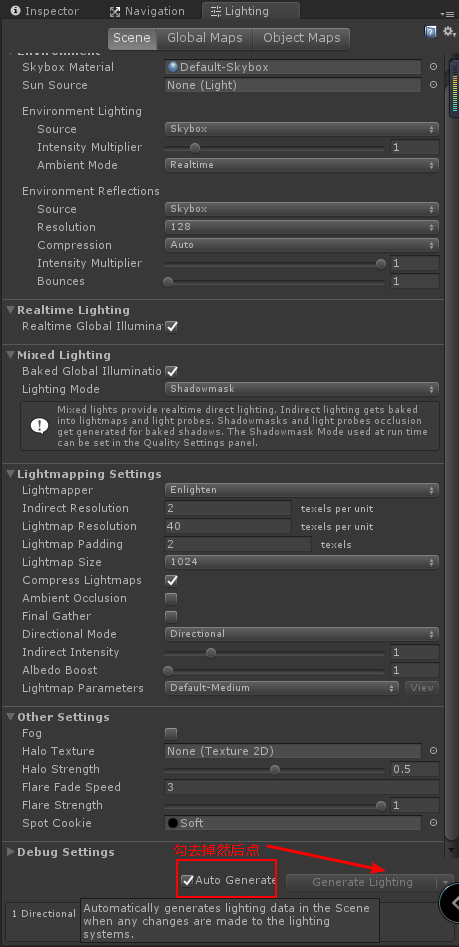 Inspector Navigation Lighting
Scene Global Maps Object Maps
Environment
Skybox Material Default-Skybox
Sun Source None (Light)
Environment Lighting
Source Skybox
Intensity Multiplier 1
Ambient Mode Realtime
Environment Reflections
Source Skybox
Resolution 128
Compression Auto
Intensity Multiplier 1
Bounces 1
Realtime Lighting
Realtime Global Illumina
Mixed Lighting
Baked Global Illuminatio
Lighting Mode Shadowmask
Mixed lights provide realtime direct lighting. Indirect lighting gets baked
into lightmaps and light probes. Shadowmasks and light probes occlusion
get generated for baked shadows. The Shadowmask Mode used at run time
can be set in the Quality Settings panel.
Lightmapping Settings
Lightmapper Enlighten
Indirect Resolution 2 texels per unit
Lightmap Resolution 40 texels per unit
Lightmap Padding 2 texels
Lightmap Size 1024
Compress Lightmaps
Ambient Occlusion
Final Gather
Directional Mode Directional
Indirect Intensity 1
Albedo Boost 1
Lightmap Parameters Default-Medium View
Other Settings
Fog
Halo Texture None (Texture 2D)
Halo Strength 0.5
Flare Fade Speed 3
Flare Strength 1
Spot Cookie Soft
Debug Settings
勾去掉然后点
Auto Generate Generate Lighting
1 Directional
Automatically generates lighting data in the Scene
when any changes are made to the lighting
systems.